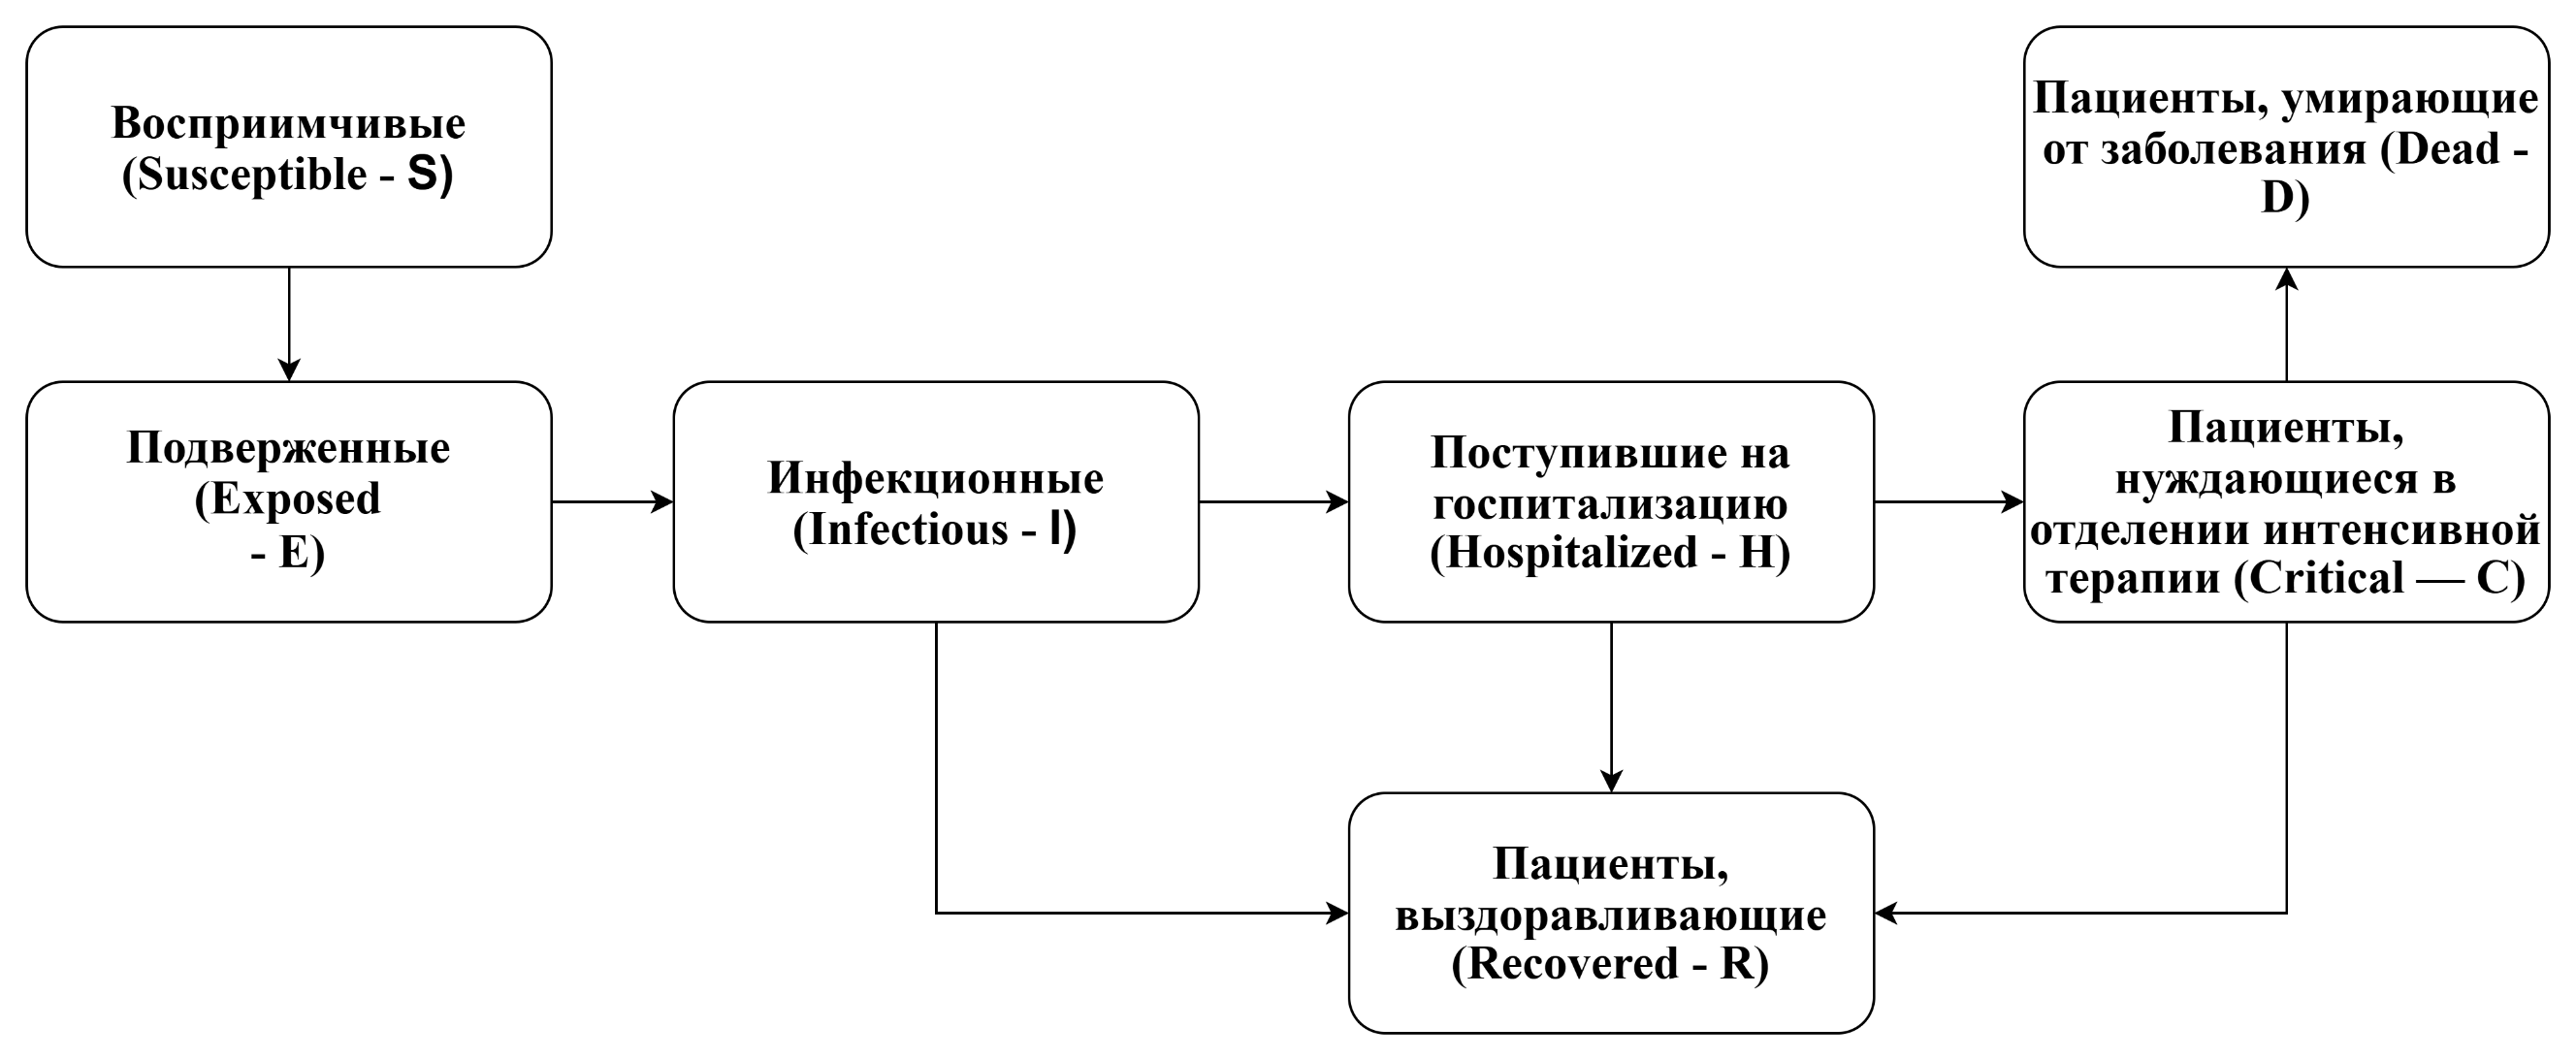 Восприимчивые
(Susceptible - S)
Пациенты, умирающие
от заболевания (Dead -
D)
Подверженные
(Exposed
- E)
Инфекционные
(Infectious - I)
Поступившие на
госпитализацию
(Hospitalized - H)
Пациенты,
нуждающиеся в
отделении интенсивной
терапии (Critical — C)
Пациенты,
выздоравливающие
(Recovered - R)